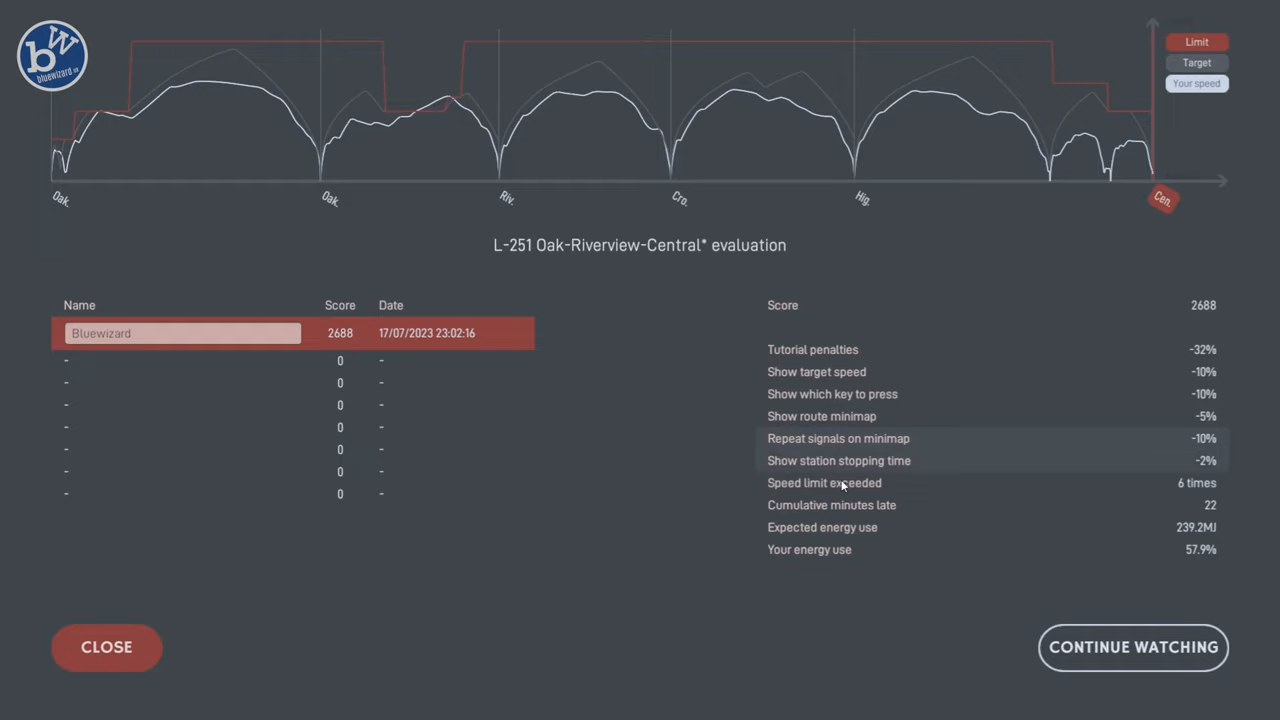 bw
bluewizard
Limit
Target
Your speed
Oak.
Oak.
Riv.
Cro.
Hig.
Cen.
L-251 Oak-Riverview-Central* evaluation
Name Score Date
Bluewizard 2688 17/07/2023 23:02:16
- 0 -
- 0 -
- 0 -
- 0 -
- 0 -
- 0 -
- 0 -
Score 2688
Tutorial penalties -32%
Show target speed -10%
Show which key to press -10%
Show route minimap -5%
Repeat signals on minimap -10%
Show station stopping time -2%
Speed limit exceeded 6 times
Cumulative minutes late 22
Expected energy use 239.2MJ
Your energy use 57.9%
CLOSE
CONTINUE WATCHING